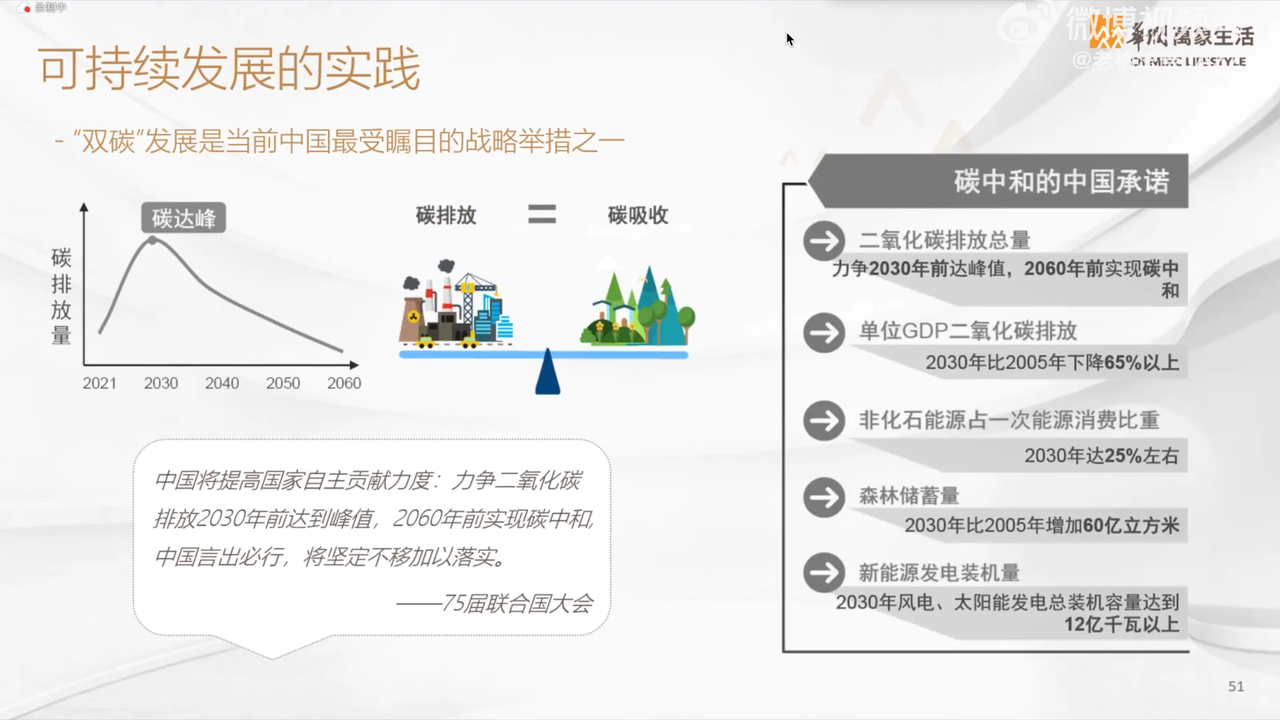 录制中
可持续发展的实践
- “双碳”发展是当前中国最受瞩目的战略举措之一
碳达峰
碳排放量
2021 2030 2040 2050 2060
碳排放 = 碳吸收
中国将提高国家自主贡献力度：力争二氧化碳
排放2030年前达到峰值，2060年前实现碳中和,
中国言出必行，将坚定不移加以落实。
——75届联合国大会
碳中和的中国承诺
二氧化碳排放总量
力争2030年前达峰值，2060年前实现碳中
和
单位GDP二氧化碳排放
2030年比2005年下降65%以上
非化石能源占一次能源消费比重
2030年达25%左右
森林储蓄量
2030年比2005年增加60亿立方米
新能源发电装机量
2030年风电、太阳能发电总装机容量达到
12亿千瓦以上
微博视频号
萬象生活
MIXC LIFESTYLE
51